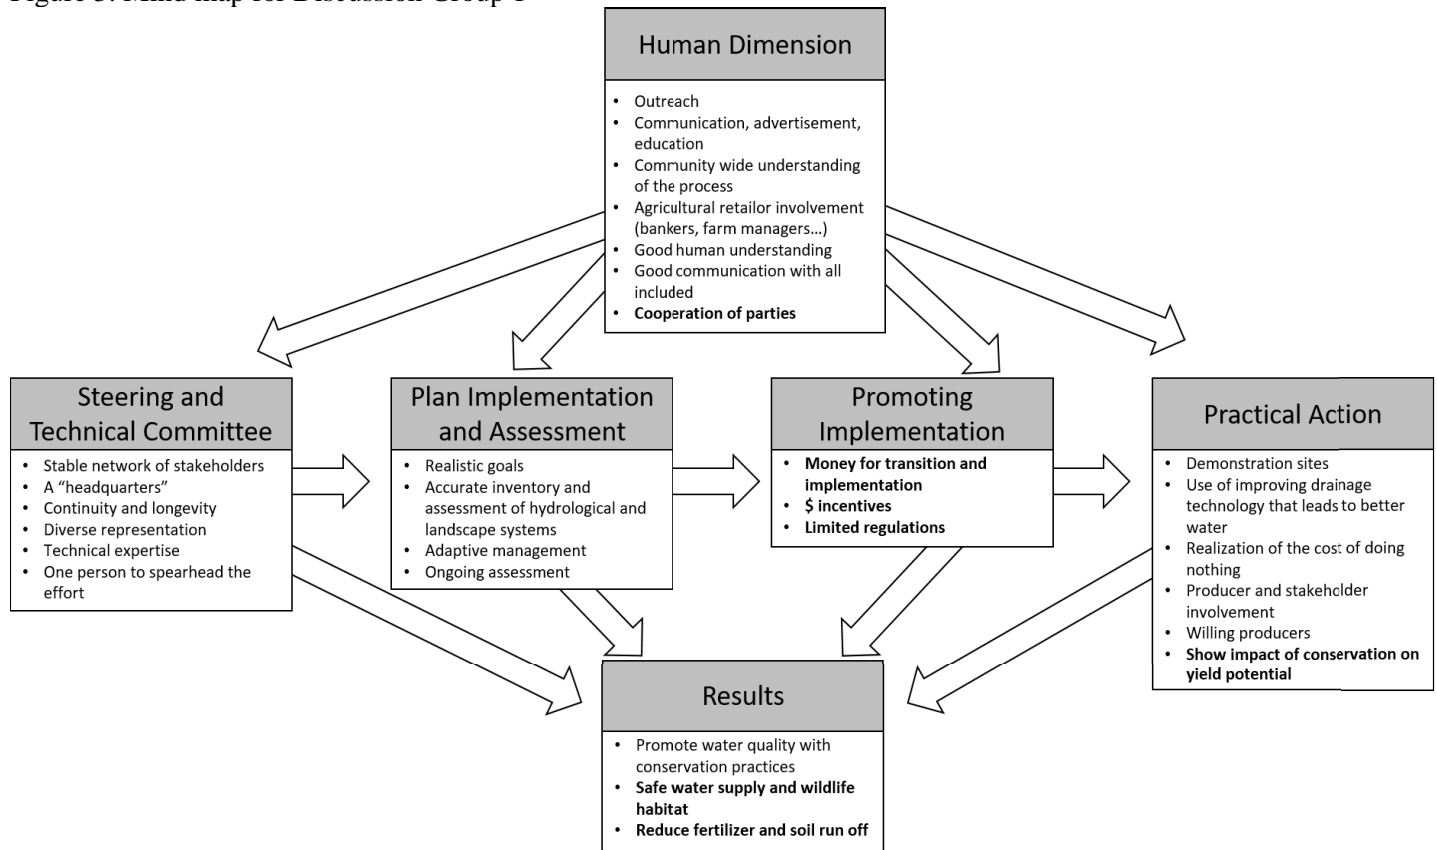 Figure 3. Mind map for Discussion Group 1
Human Dimension
• Outreach
• Communication, advertisement,
education
• Community wide understanding
of the process
• Agricultural retailor involvement
(bankers, farm managers…)
• Good human understanding
• Good communication with all
included
• Cooperation of parties
Steering and
Technical Committee
• Stable network of stakeholders
• A “headquarters”
• Continuity and longevity
• Diverse representation
• Technical expertise
• One person to spearhead the
effort
Plan Implementation
and Assessment
• Realistic goals
• Accurate inventory and
assessment of hydrological and
landscape systems
• Adaptive management
• Ongoing assessment
Promoting
Implementation
• Money for transition and
implementation
• $ incentives
• Limited regulations
Practical Action
• Demonstration sites
• Use of improving drainage
technology that leads to better
water
• Realization of the cost of doing
nothing
• Producer and stakeholder
involvement
• Willing producers
• Show impact of conservation on
yield potential
Results
• Promote water quality with
conservation practices
• Safe water supply and wildlife
habitat
• Reduce fertilizer and soil run off